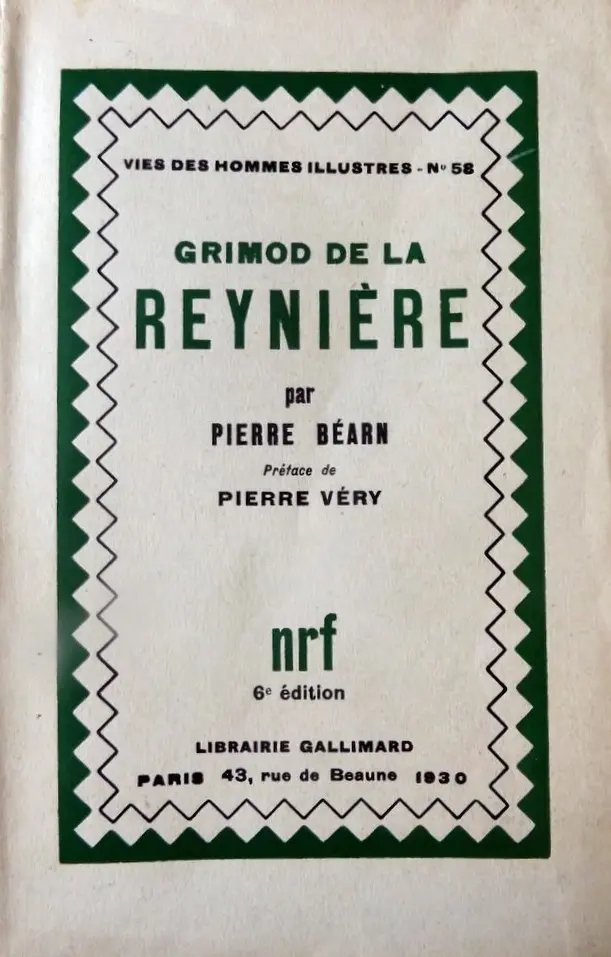 VIES DES HOMMES ILLUSTRES - Nº 58
GRIMOD DE LA
REYNIÈRE
par
PIERRE BÉARN
Préface de
PIERRE VÉRY
nrf
6e édition
LIBRAIRIE GALLIMARD
PARIS 43, rue de Beaune 1930